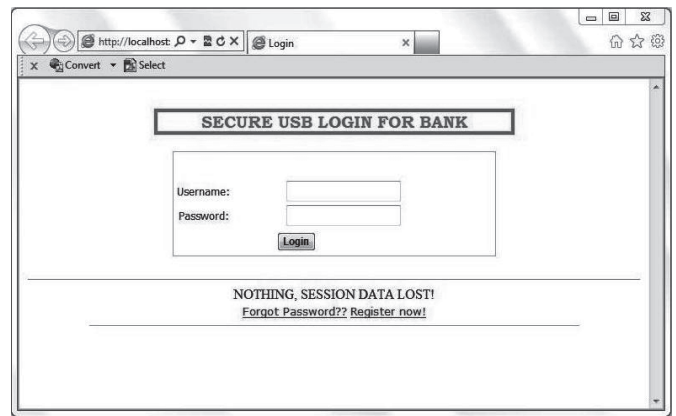 http://localhost:
Login
x Convert Select
SECURE USB LOGIN FOR BANK
Username:
Password:
Login
NOTHING, SESSION DATA LOST!
Forgot Password?? Register now!